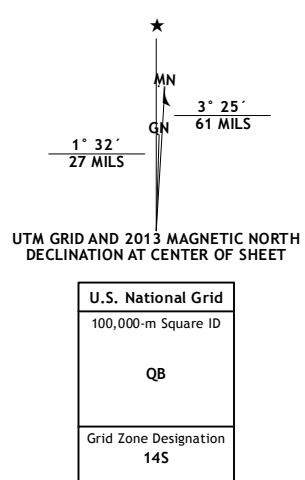 MN
3° 25´
61 MILS
GN
1° 32´
27 MILS
UTM GRID AND 2013 MAGNETIC NORTH
DECLINATION AT CENTER OF SHEET
U.S. National Grid
100,000-m Square ID
QB
Grid Zone Designation
14S